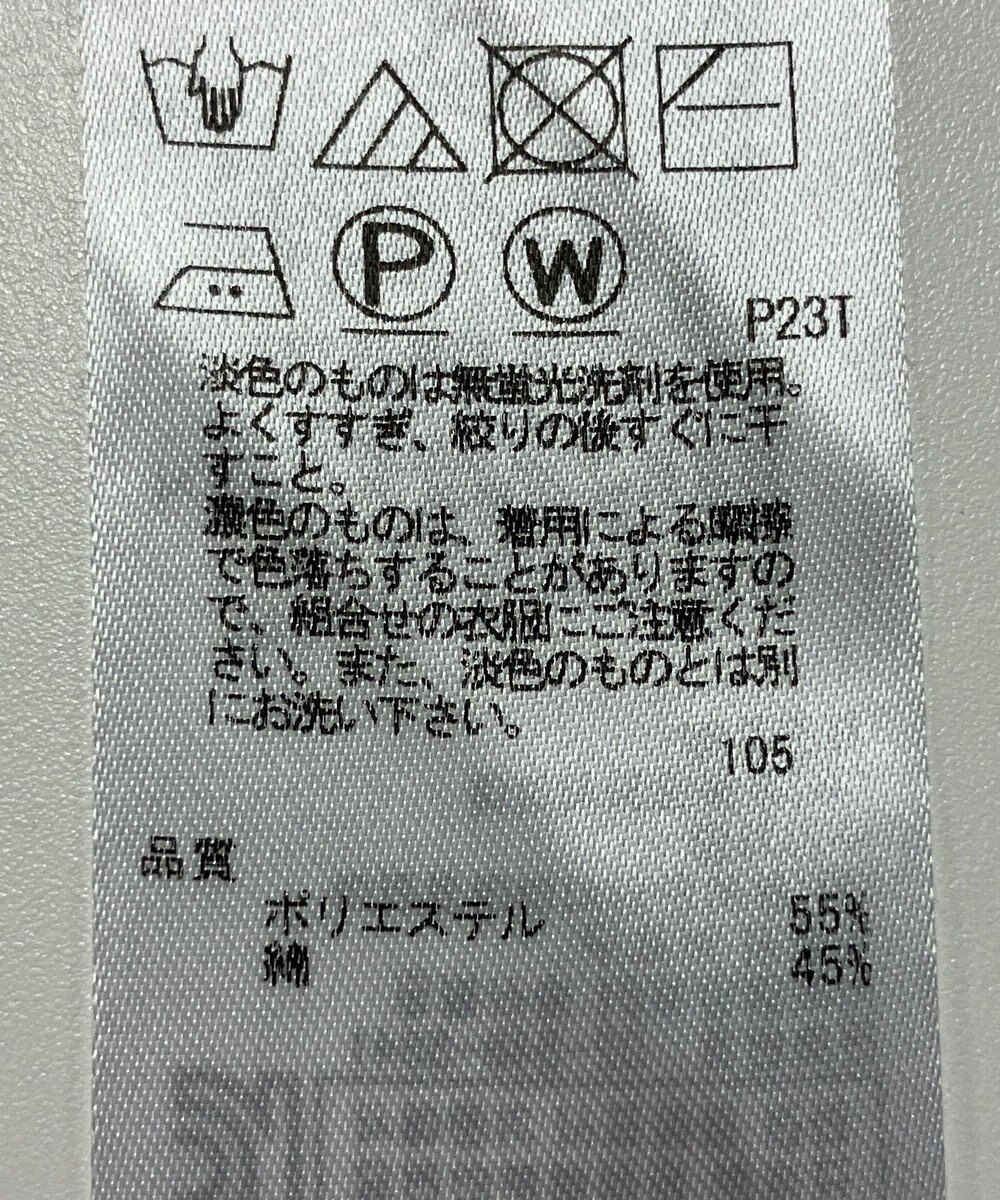 P
W
P23T
淡色のものは無蛍光洗剤を使用。
よくすすぎ、絞りの後すぐに干
すこと。
濃色のものは、着用による摩擦
で色落ちすることがありますの
で、組合せの衣服にご注意くだ
さい。また、淡色のものとは別
にお洗い下さい。
105
品質
ポリエステル 55%
綿 45%